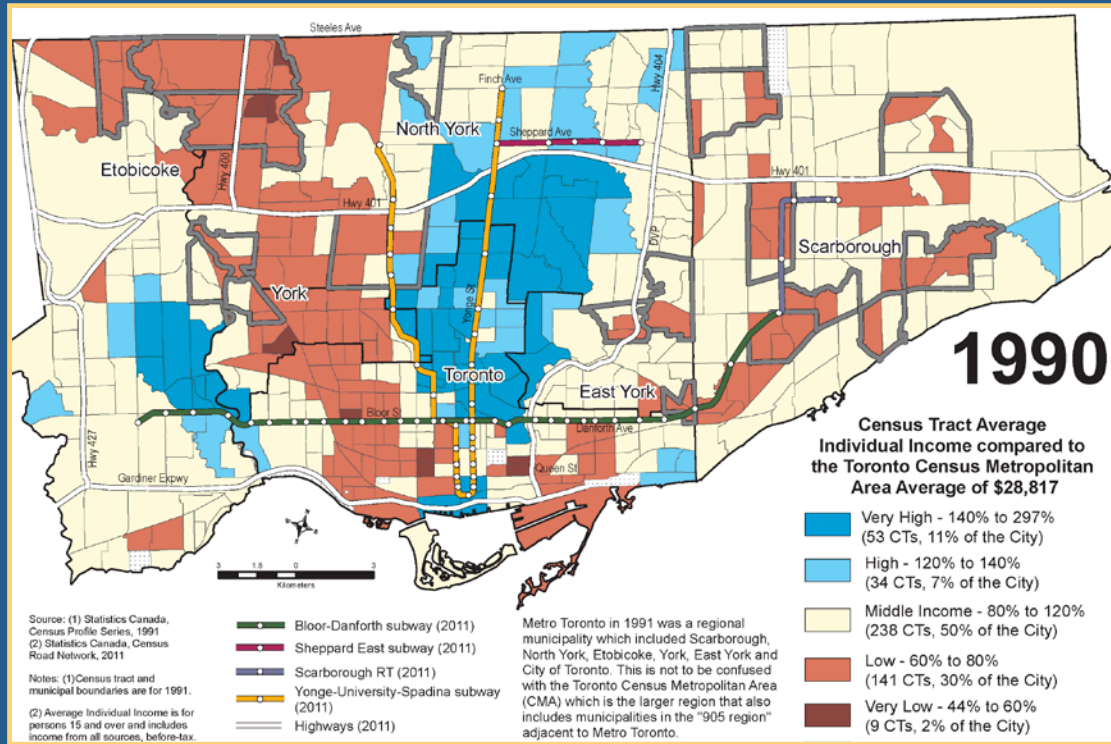 Steeles Ave
Finch Ave
Hwy 404
North York
Sheppard Ave
Etobicoke
Hwy 400
Hwy 401
Hwy 401
DVP
Scarborough
York
Yonge St
1990
Toronto
East York
Bloor St
Danforth Ave
Hwy 427
Gardiner Expwy
Queen St
Census Tract Average
Individual Income compared to
the Toronto Census Metropolitan
Area Average of $28,817
Very High - 140% to 297%
(53 CTs, 11% of the City)
High - 120% to 140%
(34 CTs, 7% of the City)
Middle Income - 80% to 120%
(238 CTs, 50% of the City)
Low - 60% to 80%
(141 CTs, 30% of the City)
Very Low - 44% to 60%
(9 CTs, 2% of the City)
3 1.5 0 3
Kilometers
Source: (1) Statistics Canada,
Census Profile Series, 1991
(2) Statistics Canada, Census
Road Network, 2011
Notes: (1)Census tract and
municipal boundaries are for 1991.
(2) Average Individual Income is for
persons 15 and over and includes
income from all sources, before-tax.
Bloor-Danforth subway (2011)
Sheppard East subway (2011)
Scarborough RT (2011)
Yonge-University-Spadina subway
(2011)
Highways (2011)
Metro Toronto in 1991 was a regional
municipality which included Scarborough,
North York, Etobicoke, York, East York and
City of Toronto. This is not to be confused
with the Toronto Census Metropolitan Area
(CMA) which is the larger region that also
includes municipalities in the "905 region"
adjacent to Metro Toronto.